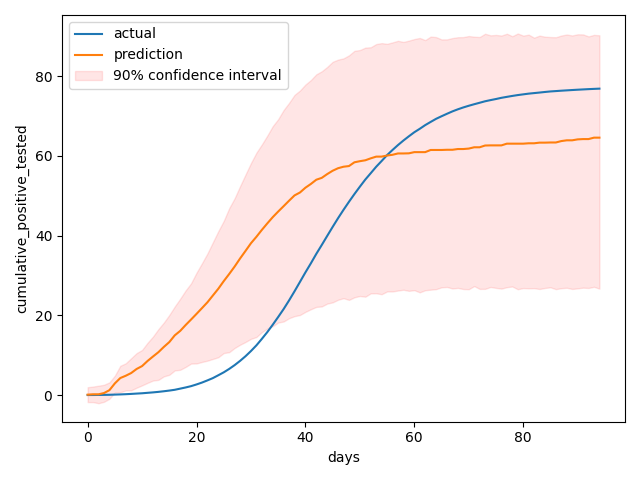 actual
prediction
90% confidence interval
80
60
40
20
0
cumulative_positive_tested
0 20 40 60 80
days